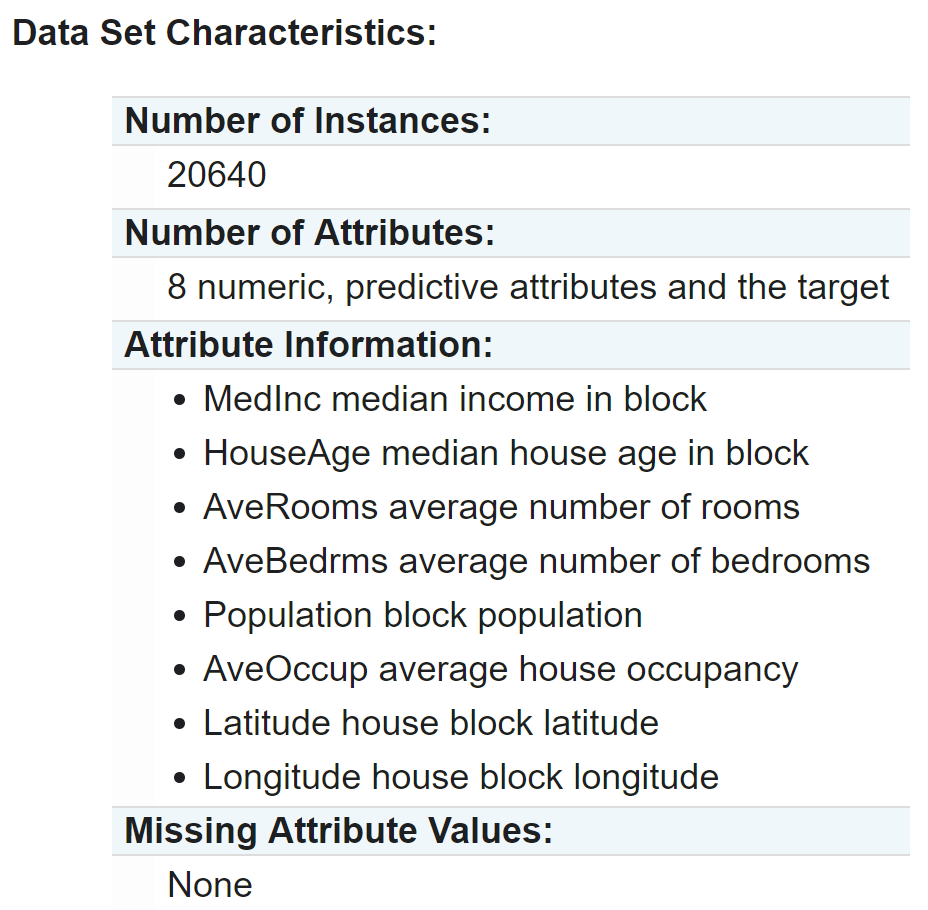 Data Set Characteristics:
Number of Instances:
20640
Number of Attributes:
8 numeric, predictive attributes and the target
Attribute Information:
• MedInc median income in block
• HouseAge median house age in block
• AveRooms average number of rooms
• AveBedrms average number of bedrooms
• Population block population
• AveOccup average house occupancy
• Latitude house block latitude
• Longitude house block longitude
Missing Attribute Values:
None